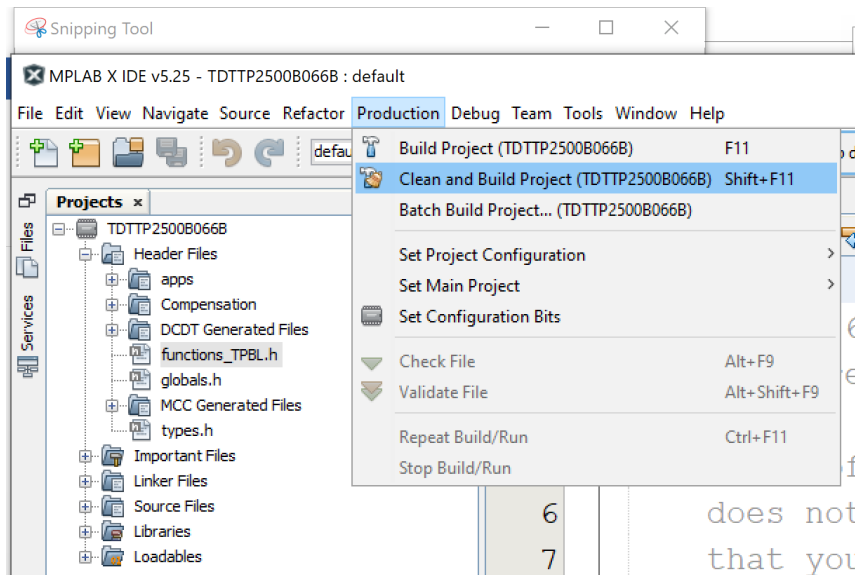 Snipping Tool
MPLAB X IDE v5.25 - TDTTP2500B066B : default
File Edit View Navigate Source Refactor Production Debug Team Tools Window Help
defau
Build Project (TDTTP2500B066B) F11
Clean and Build Project (TDTTP2500B066B) Shift+F11
Batch Build Project... (TDTTP2500B066B)
Set Project Configuration
Set Main Project
Set Configuration Bits
Check File Alt+F9
Validate File Alt+Shift+F9
Repeat Build/Run Ctrl+F11
Stop Build/Run
Files
Services
Projects x
TDTTP2500B066B
Header Files
apps
Compensation
DCDT Generated Files
functions_TPBL.h
globals.h
MCC Generated Files
types.h
Important Files
Linker Files
Source Files
Libraries
Loadables
6 does not
7 that you